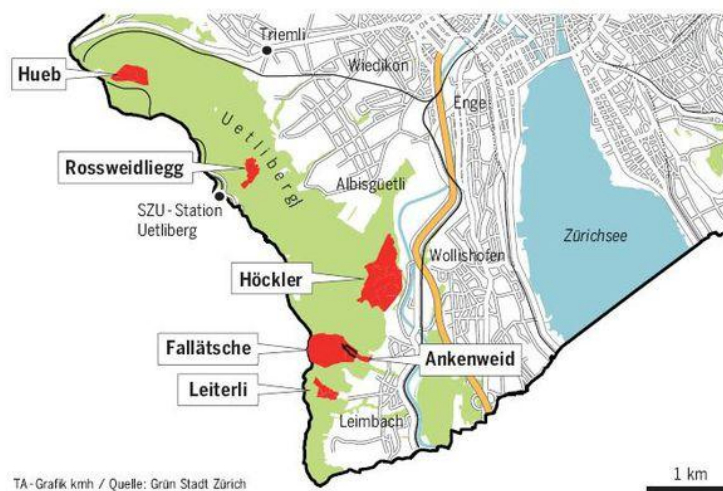 Triemli
Hueb
Wiedikon
Enge
Uetlibergl
Rossweidliegg
Albisgüetli
SZU-Station
Uetliberg
Zürichsee
Wollishofen
Höckler
Fallätsche
Ankenweid
Leiterli
Leimbach
TA-Grafik kmh / Quelle: Grün Stadt Zürich
1 km